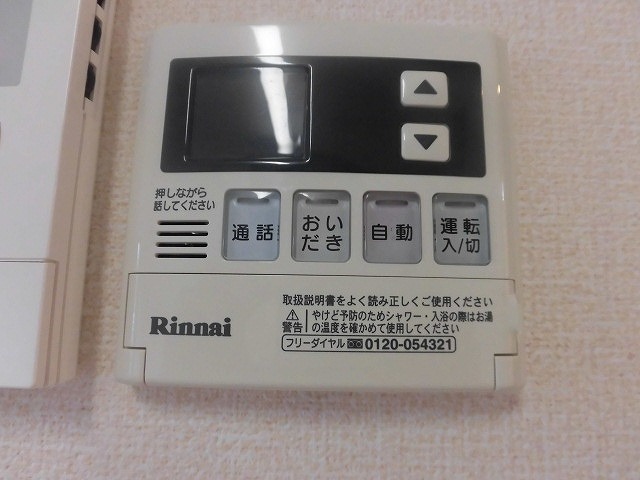 ▲
▼
押しながら
話してください
通話
おい
だき
自動
運転
入/切
取扱説明書をよく読み正しくご使用ください
⚠警告 やけど予防のためシャワー・入浴の際はお湯
の温度を確かめて使用してください
フリーダイヤル 0120-054321
Rinnai